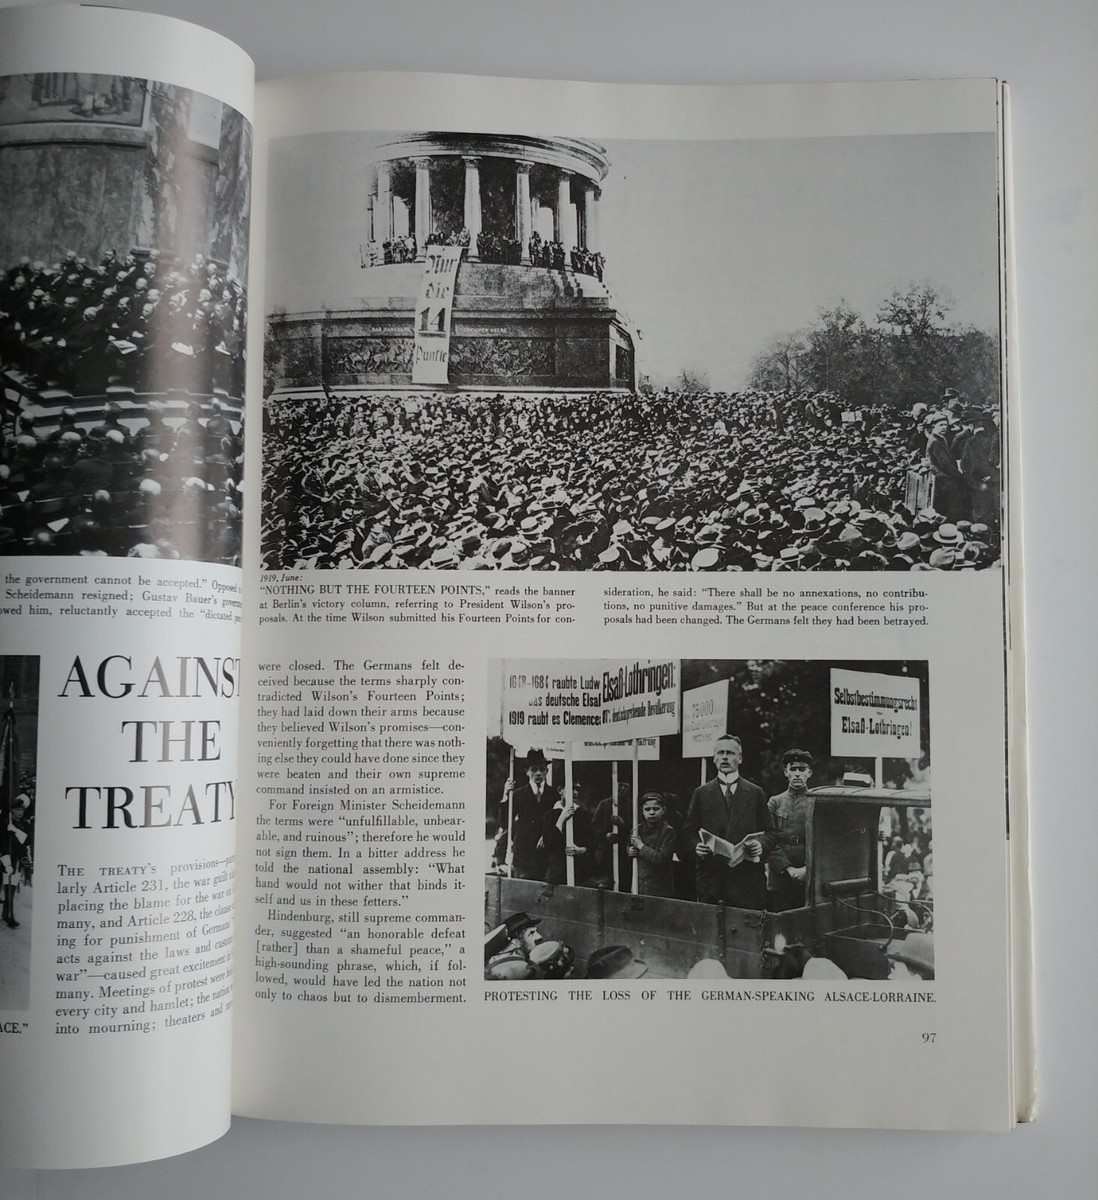 the government cannot be accepted." Opposed
Scheidemann resigned; Gustav Bauer's
owed him, reluctantly accepted the "dictated
AGAINST
THE
TREATY
THE TREATY'S provisions—
larly Article 231, the war guilt
placing the blame for the war
many, and Article 228, the
ing for punishment of
acts against the laws and
war"—caused great excitement
many. Meetings of protest were
every city and hamlet; the
into mourning; theaters and
ACE."
Nur
die
14
Punkte
1919, June:
"NOTHING BUT THE FOURTEEN POINTS," reads the banner
at Berlin's victory column, referring to President Wilson's pro-
posals. At the time Wilson submitted his Fourteen Points for con-
sideration, he said: "There shall be no annexations, no contribu-
tions, no punitive damages." But at the peace conference his pro-
posals had been changed. The Germans felt they had been betrayed.
were closed. The Germans felt de-
ceived because the terms sharply con-
tradicted Wilson's Fourteen Points;
they had laid down their arms because
they believed Wilson's promises—con-
veniently forgetting that there was noth-
ing else they could have done since they
were beaten and their own supreme
command insisted on an armistice.
For Foreign Minister Scheidemann
the terms were "unfulfillable, unbear-
able, and ruinous"; therefore he would
not sign them. In a bitter address he
told the national assembly: "What
hand would not wither that binds it-
self and us in these fetters."
Hindenburg, still supreme comman-
der, suggested "an honorable defeat
[rather] than a shameful peace," a
high-sounding phrase, which, if fol-
lowed, would have led the nation not
only to chaos but to dismemberment.
raubte Ludw Elsaß-Lothringen:
das deutsche Elsaß
1919 raubt es
75000
Selbstbestimmungsrecht
Elsaß-Lothringen!
PROTESTING THE LOSS OF THE GERMAN-SPEAKING ALSACE-LORRAINE.
97